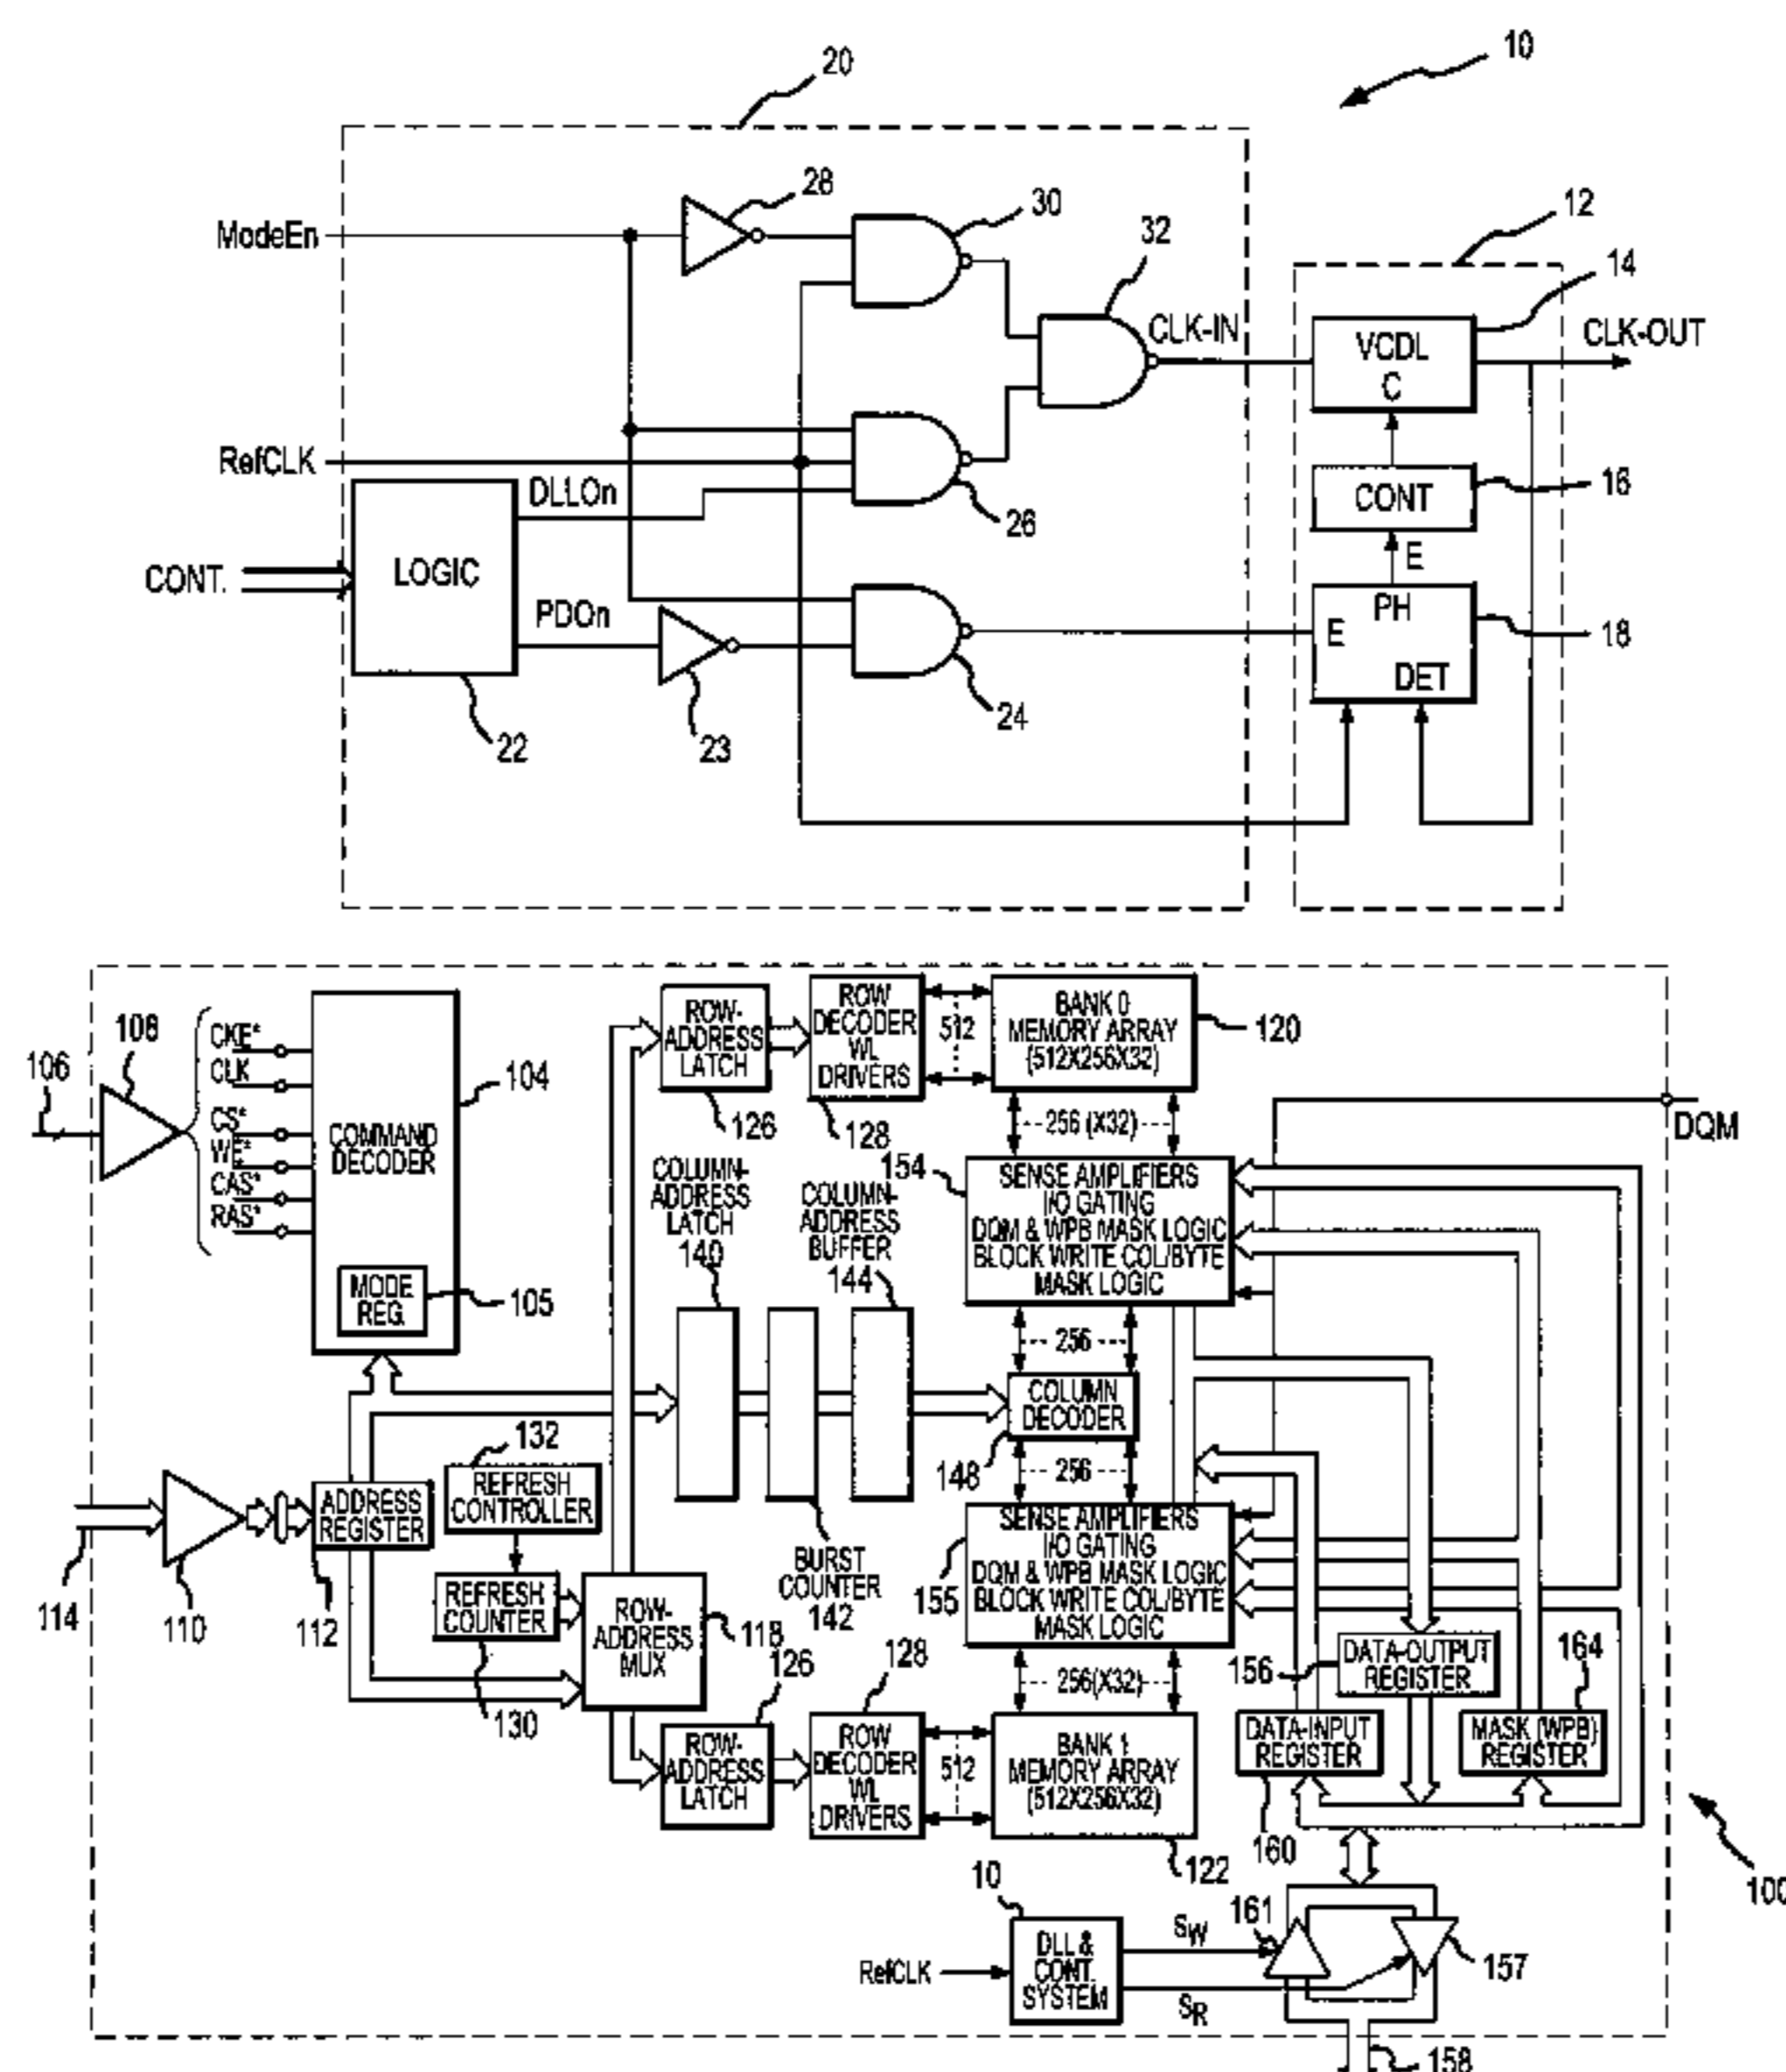 10
20
28
30
12
ModeEn
32
14
CLK-IN
VCDL
C
CLK-OUT
RefCLK
DLLOn
26
CONT
16
CONT.
LOGIC
E
PDOn
PH
E
DET
18
24
22
23
106
108
CKE*
CLK
CS*
WE*
CAS*
RAS*
COMMAND
DECODER
104
MODE
REG.
105
ROW-
ADDRESS
LATCH
126
ROW
DECODER
WL
DRIVERS
128
512
BANK 0
MEMORY ARRAY
(512X256X32)
120
256 (X32)
DQM
COLUMN-
ADDRESS
LATCH
140
COLUMN-
ADDRESS
BUFFER
144
154
SENSE AMPLIFIERS
I/O GATING
DQM & WPB MASK LOGIC
BLOCK WRITE COL/BYTE
MASK LOGIC
256
COLUMN
DECODER
148
256
132
REFRESH
CONTROLLER
ADDRESS
REGISTER
114
110
112
REFRESH
COUNTER
130
ROW-
ADDRESS
MUX
118
BURST
COUNTER
142
155
SENSE AMPLIFIERS
I/O GATING
DQM & WPB MASK LOGIC
BLOCK WRITE COL/BYTE
MASK LOGIC
256(X32)
126
ROW-
ADDRESS
LATCH
128
ROW
DECODER
WL
DRIVERS
512
BANK 1
MEMORY ARRAY
(512X256X32)
122
156
DATA-OUTPUT
REGISTER
164
DATA-INPUT
REGISTER
160
MASK (WPB)
REGISTER
100
10
RefCLK
DLL &
CONT.
SYSTEM
SW
SR
161
157
158